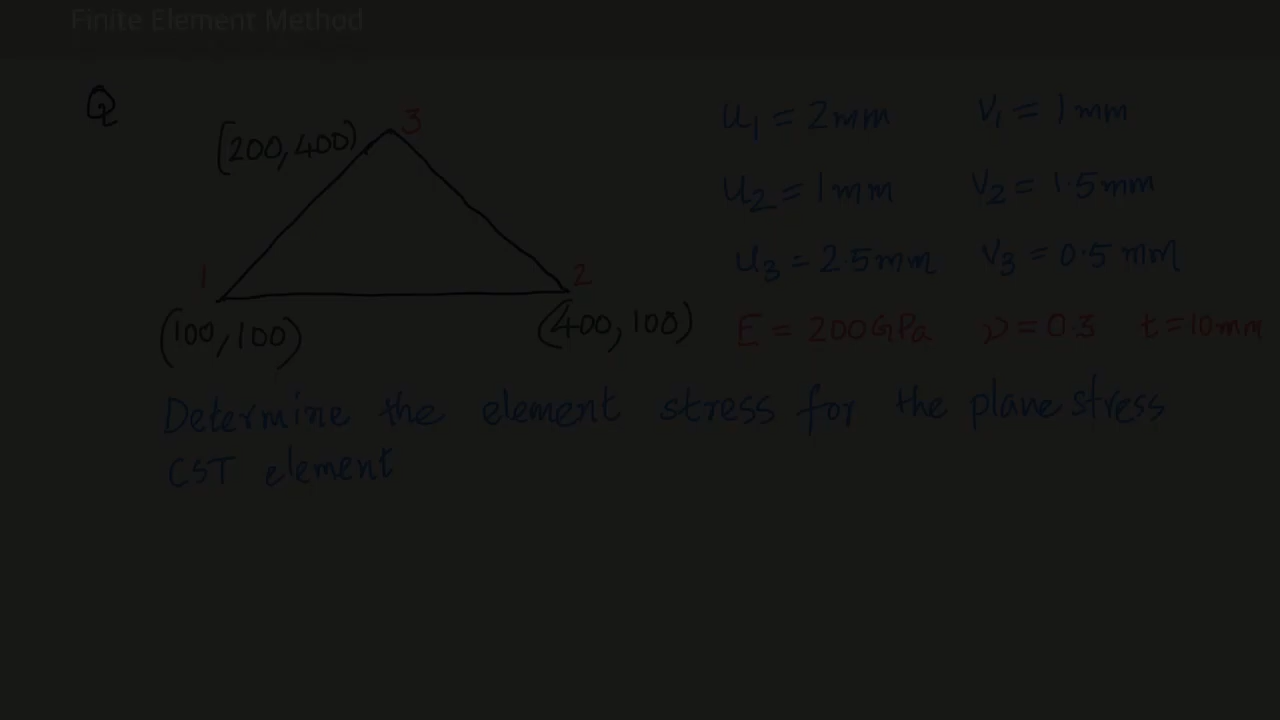 Finite Element Method
Q
3
(200,400)
1
2
(100,100)
(400,100)
u1 = 2mm v1 = 1mm
u2 = 1mm v2 = 1.5mm
u3 = 2.5mm v3 = 0.5mm
E = 200GPa ν = 0.3 t = 10mm
Determine the element stress for the plane stress
CST element